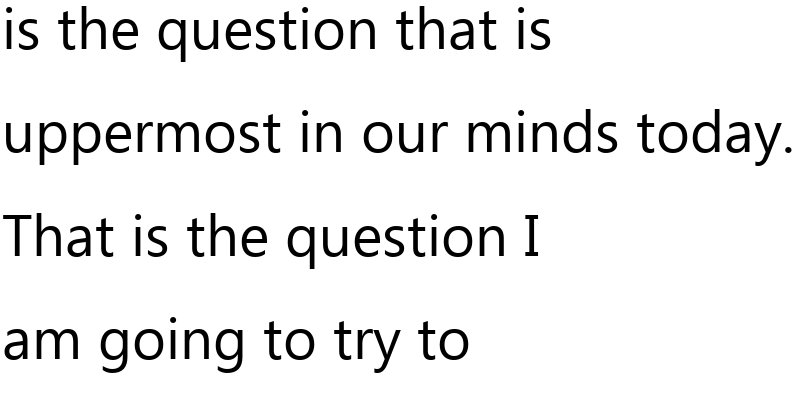 is the question that is
uppermost in our minds today.
That is the question I
am going to try to